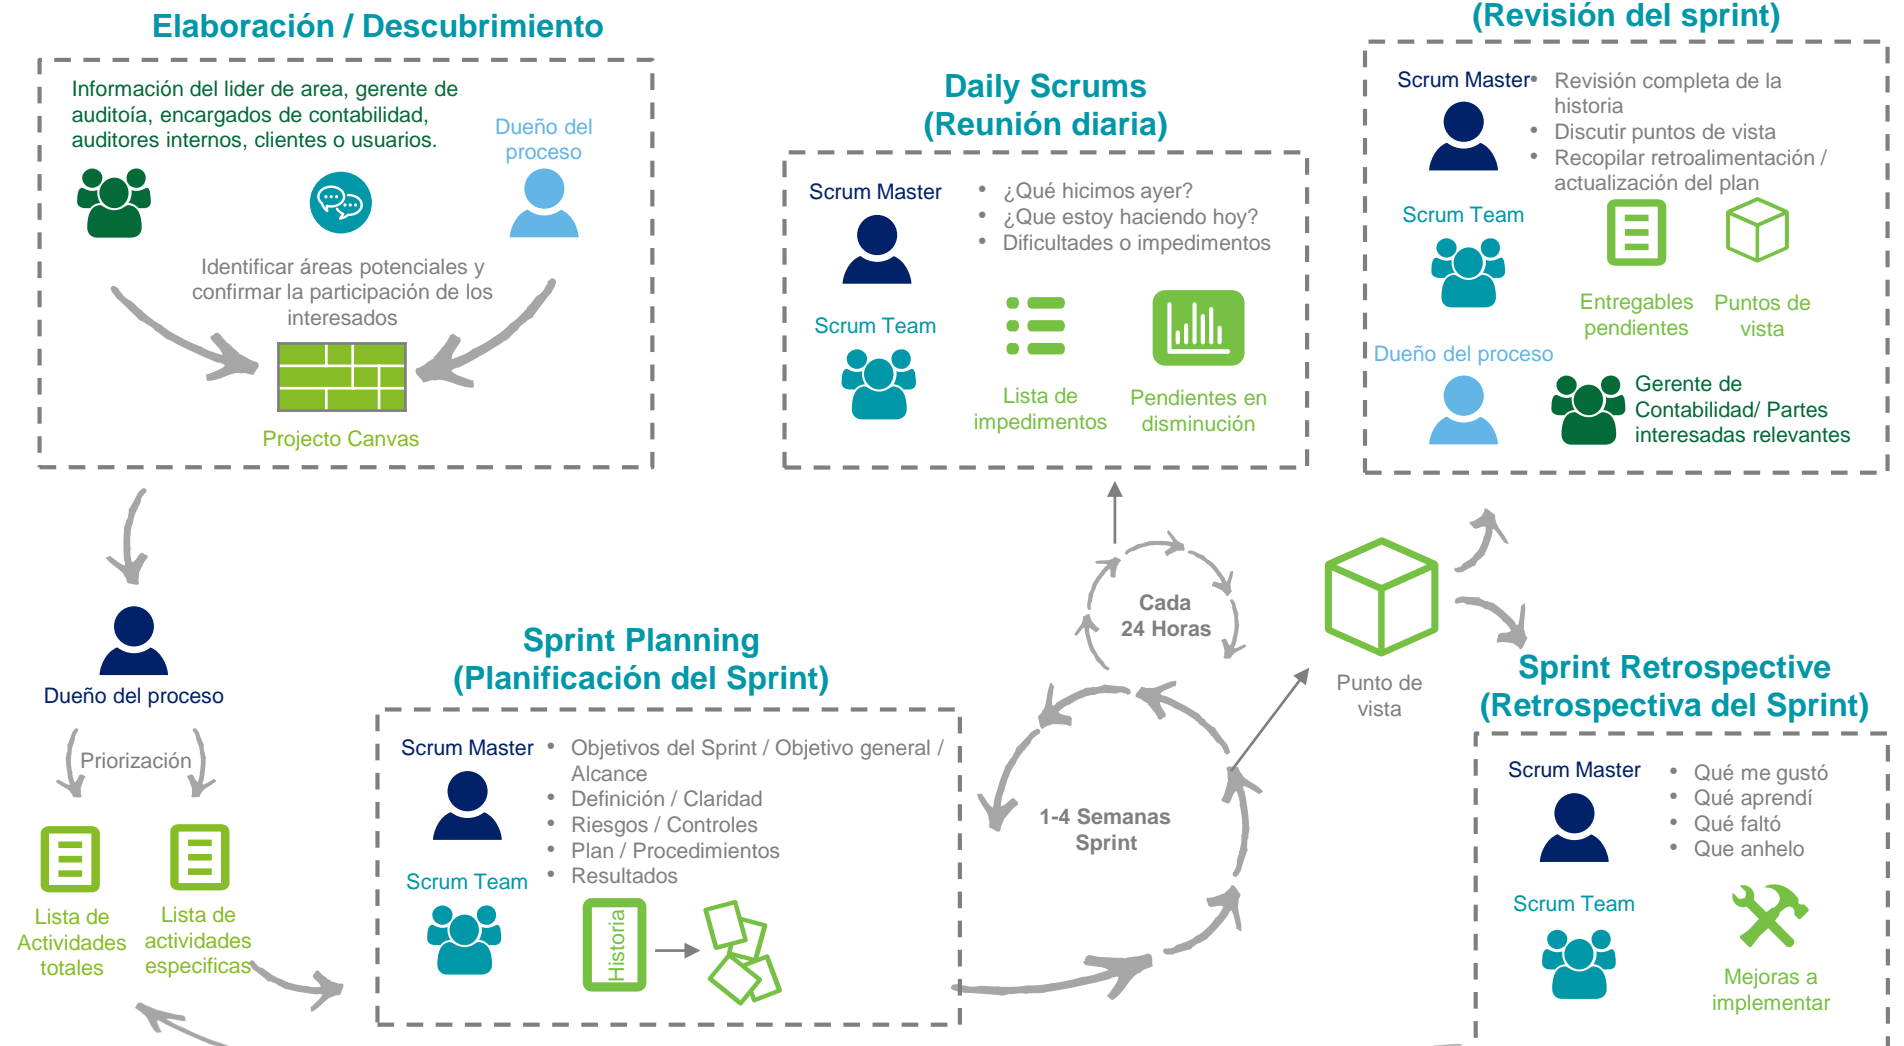 Elaboración / Descubrimiento
Información del lider de area, gerente de
auditoía, encargados de contabilidad,
auditores internos, clientes o usuarios.
Dueño del
proceso
Identificar áreas potenciales y
confirmar la participación de los
interesados
Projecto Canvas
Dueño del proceso
Priorización
Lista de
Actividades
totales
Lista de
actividades
especificas
Sprint Planning
(Planificación del Sprint)
Scrum Master
• Objetivos del Sprint / Objetivo general /
Alcance
• Definición / Claridad
• Riesgos / Controles
• Plan / Procedimientos
• Resultados
Scrum Team
Historia
Daily Scrums
(Reunión diaria)
Scrum Master
• ¿Qué hicimos ayer?
• ¿Que estoy haciendo hoy?
• Dificultades o impedimentos
Scrum Team
Lista de
impedimentos
Pendientes en
disminución
Cada
24 Horas
1-4 Semanas
Sprint
Punto de
vista
(Revisión del sprint)
Scrum Master
• Revisión completa de la
historia
• Discutir puntos de vista
• Recopilar retroalimentación /
actualización del plan
Scrum Team
Entregables
pendientes
Puntos de
vista
Dueño del proceso
Gerente de
Contabilidad/ Partes
interesadas relevantes
Sprint Retrospective
(Retrospectiva del Sprint)
Scrum Master
• Qué me gustó
• Qué aprendí
• Qué faltó
• Que anhelo
Scrum Team
Mejoras a
implementar